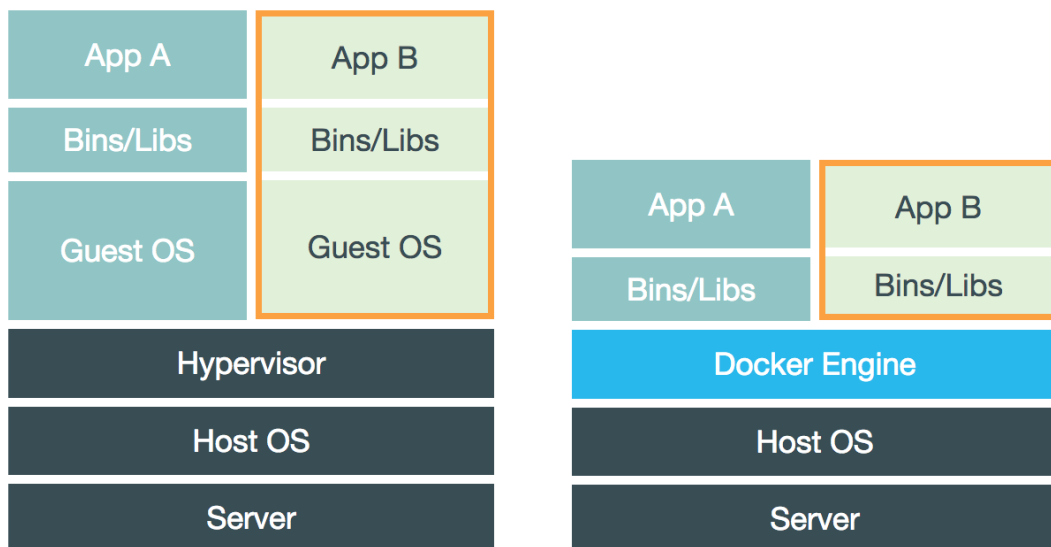 App A
App B
Bins/Libs
Bins/Libs
Guest OS
Guest OS
Hypervisor
Host OS
Server
App A
App B
Bins/Libs
Bins/Libs
Docker Engine
Host OS
Server